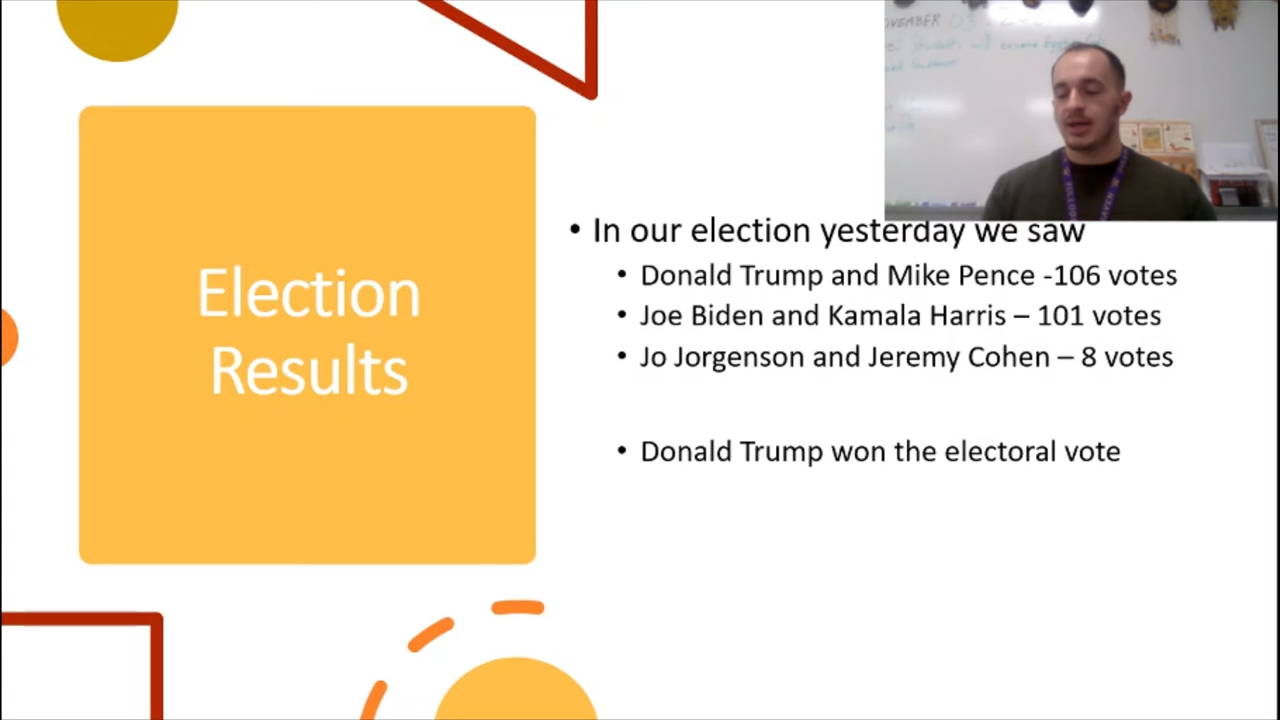 NOVEMBER
Election
Results
• In our election yesterday we saw
• Donald Trump and Mike Pence -106 votes
• Joe Biden and Kamala Harris – 101 votes
• Jo Jorgenson and Jeremy Cohen – 8 votes
• Donald Trump won the electoral vote